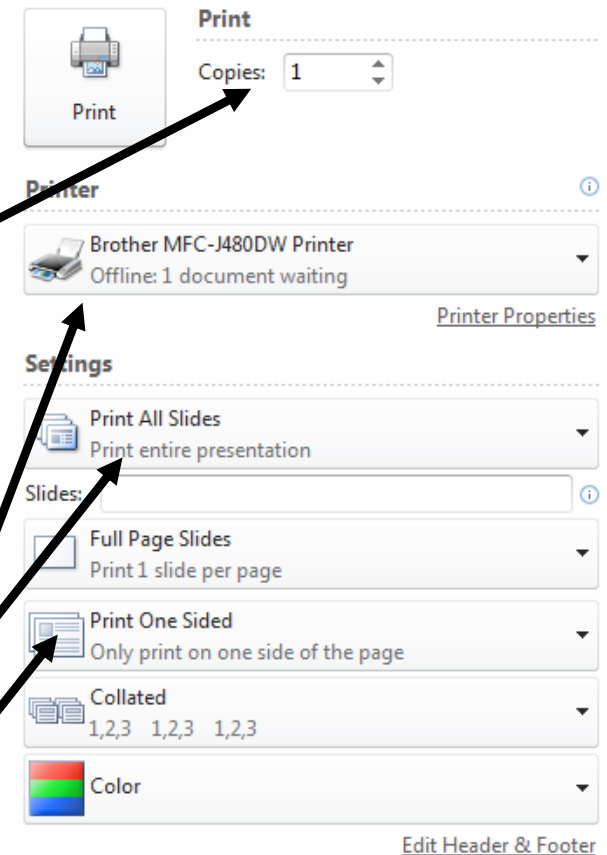 Print
Copies: 1
Print
Printer
Brother MFC-J480DW Printer
Offline: 1 document waiting
Printer Properties
Settings
Print All Slides
Print entire presentation
Slides:
Full Page Slides
Print 1 slide per page
Print One Sided
Only print on one side of the page
Collated
1,2,3 1,2,3 1,2,3
Color
Edit Header & Footer